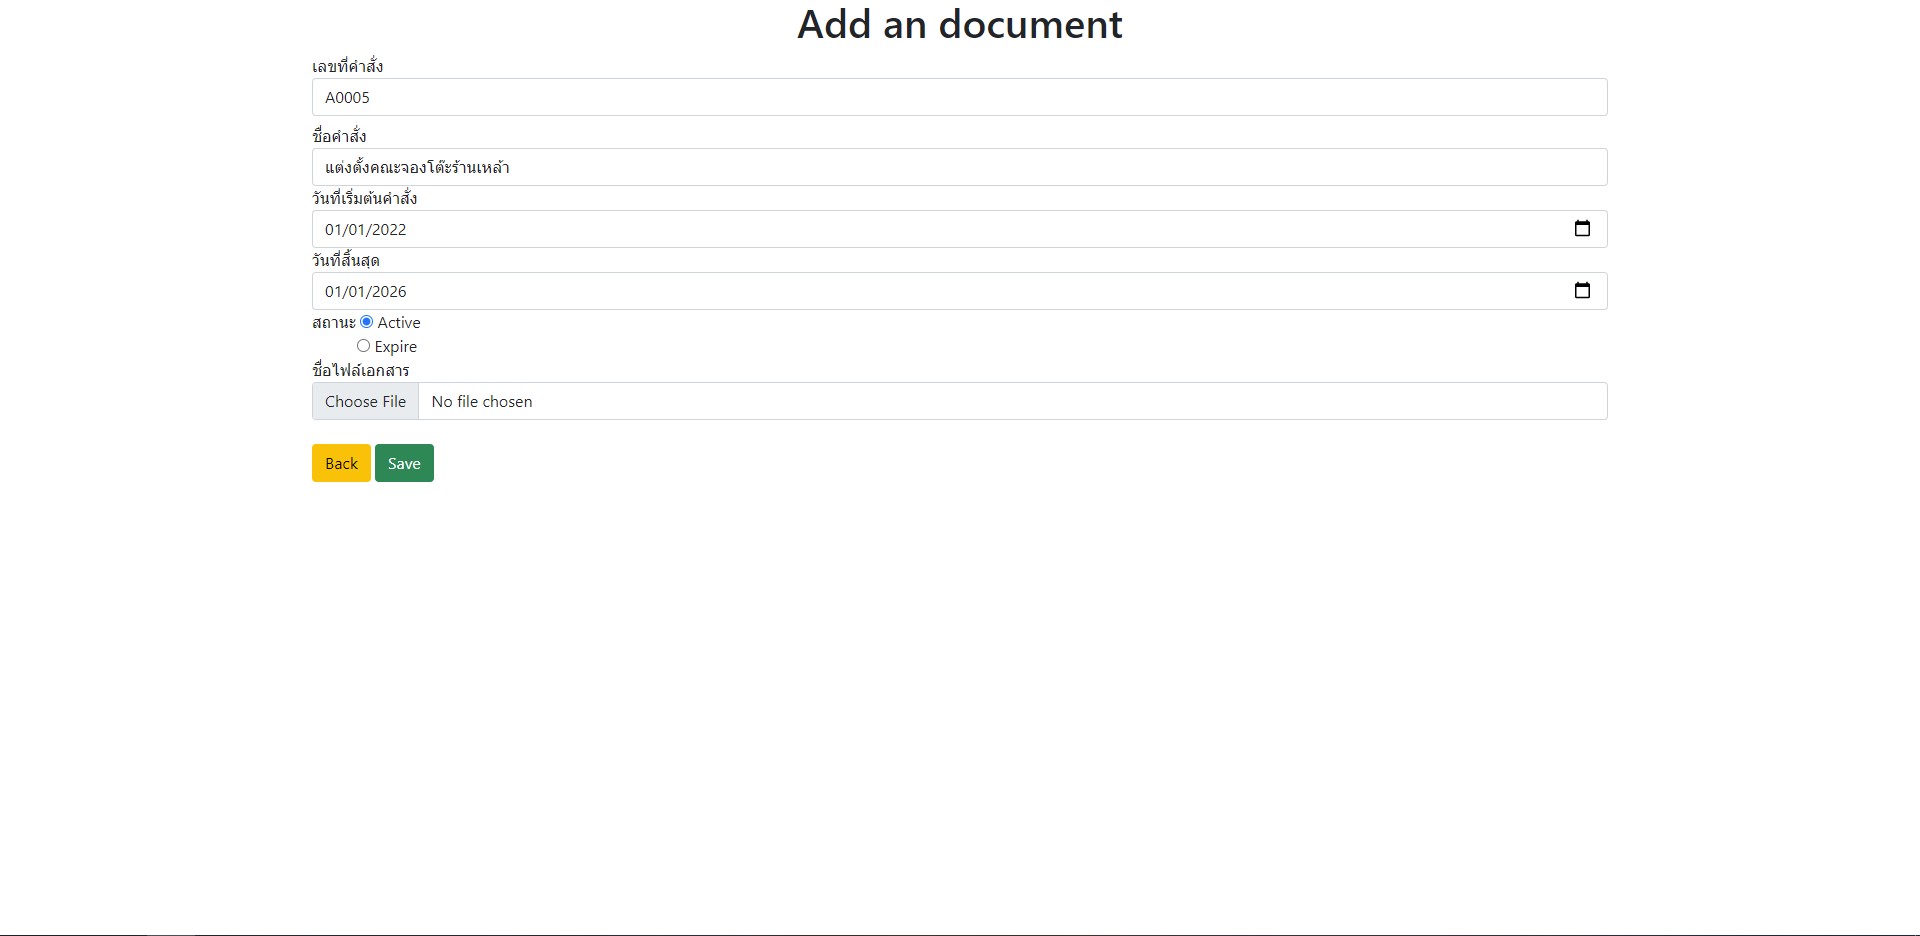 Add an document
เลขที่คำสั่ง
A0005
ชื่อคำสั่ง
แต่งตั้งคณะจองโต๊ะร้านเหล้า
วันที่เริ่มต้นคำสั่ง
01/01/2022
วันที่สิ้นสุด
01/01/2026
สถานะ Active
Expire
ชื่อไฟล์เอกสาร
Choose File No file chosen
Back Save